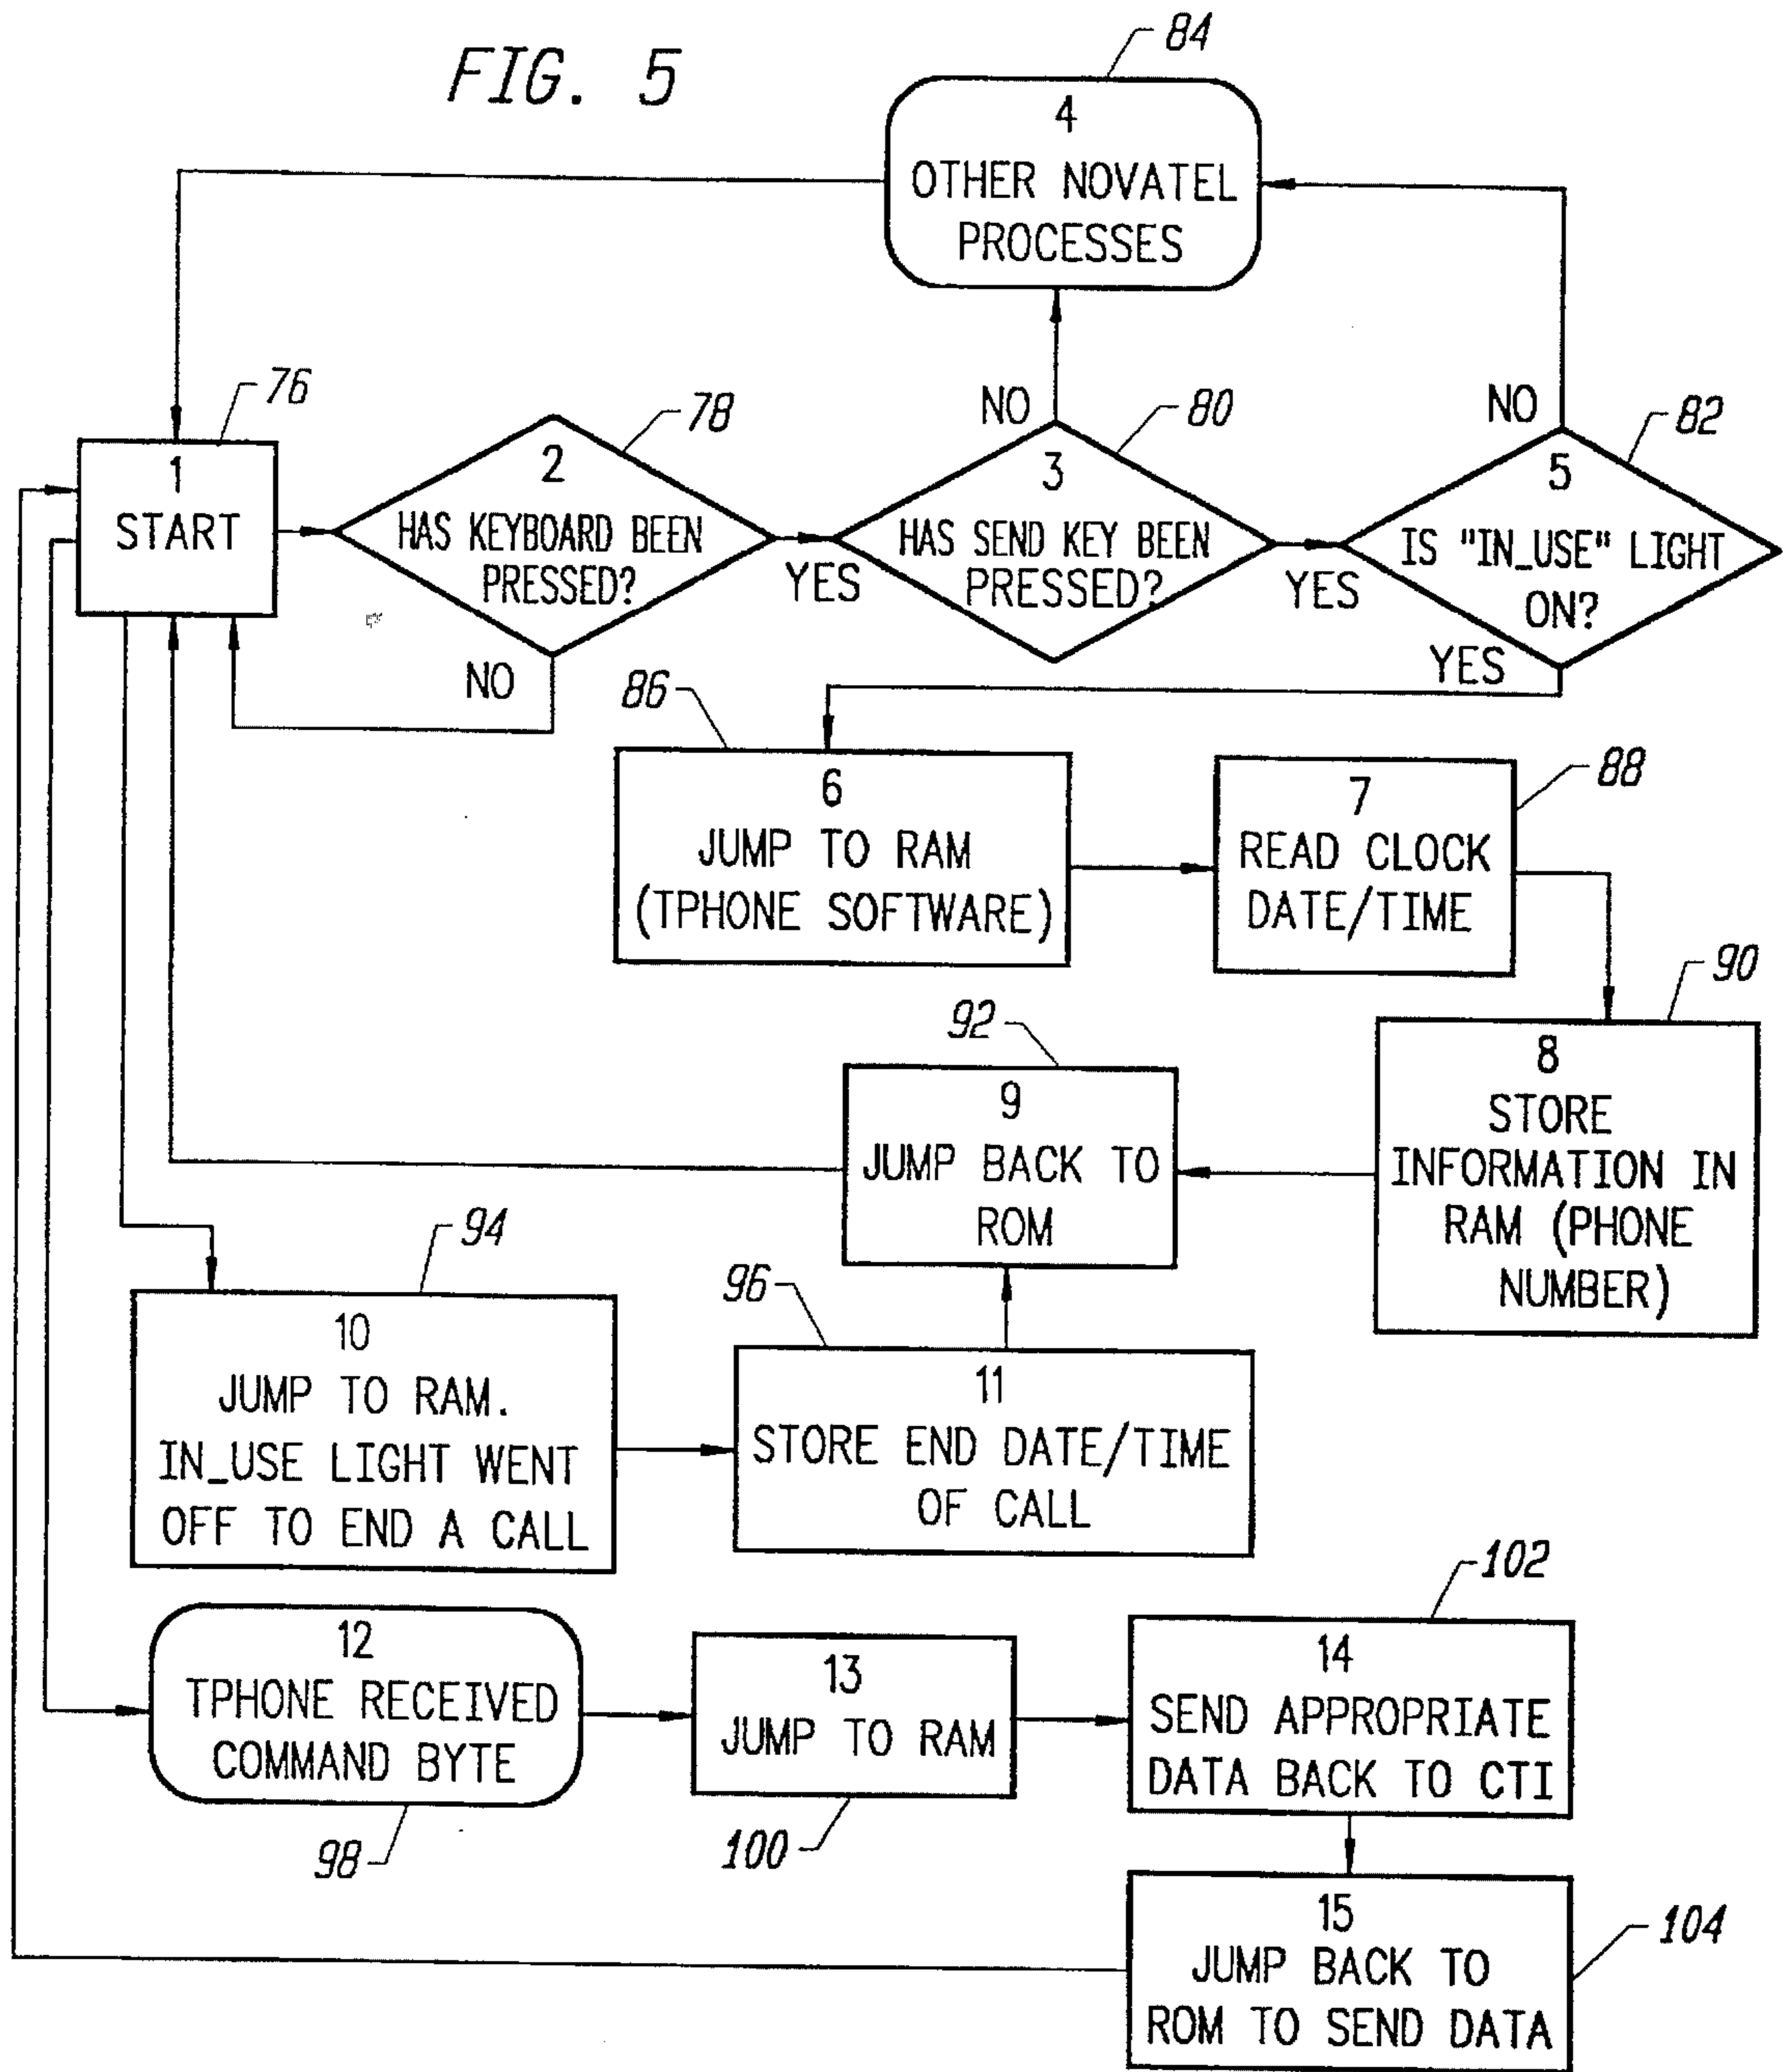 FIG. 5
84
4
OTHER NOVATEL
PROCESSES
76
1
START
78
2
HAS KEYBOARD BEEN
PRESSED?
YES
NO
NO
80
3
HAS SEND KEY BEEN
PRESSED?
YES
NO
82
5
IS "IN_USE" LIGHT
ON?
YES
86
6
JUMP TO RAM
(TPHONE SOFTWARE)
88
7
READ CLOCK
DATE/TIME
90
8
STORE
INFORMATION IN
RAM (PHONE
NUMBER)
92
9
JUMP BACK TO
ROM
94
10
JUMP TO RAM.
IN_USE LIGHT WENT
OFF TO END A CALL
96
11
STORE END DATE/TIME
OF CALL
12
TPHONE RECEIVED
COMMAND BYTE
98
13
JUMP TO RAM
100
102
14
SEND APPROPRIATE
DATA BACK TO CTI
15
JUMP BACK TO
ROM TO SEND DATA
104